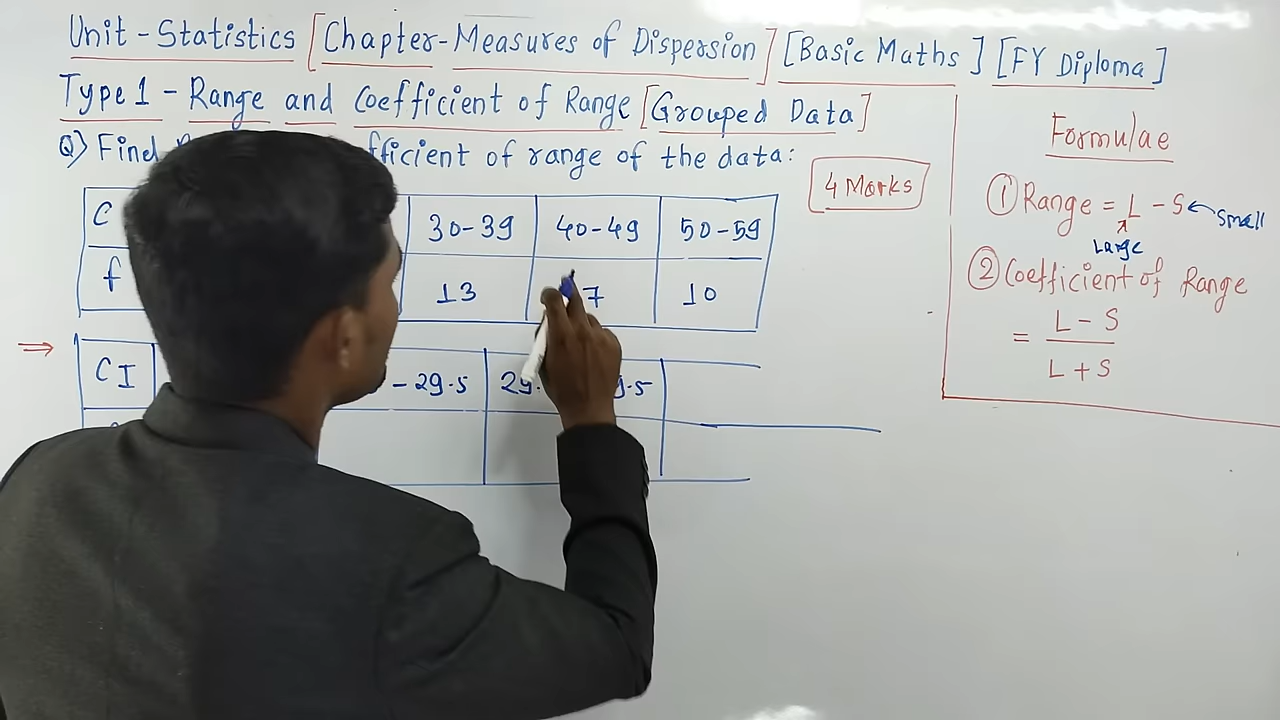 Unit - Statistics [Chapter-Measures of Dispersion] [Basic Maths] [FY Diploma]
Type 1 - Range and Coefficient of Range [Grouped Data]
Q) Find fficient of range of the data:
4 Marks
C 30-39 40-49 50-59
f 13 7 10
⇒ CI - 29.5 29. 9.5
Formulae
① Range = L - S ← Small
Large
② Coefficient of Range
= L - S
L + S